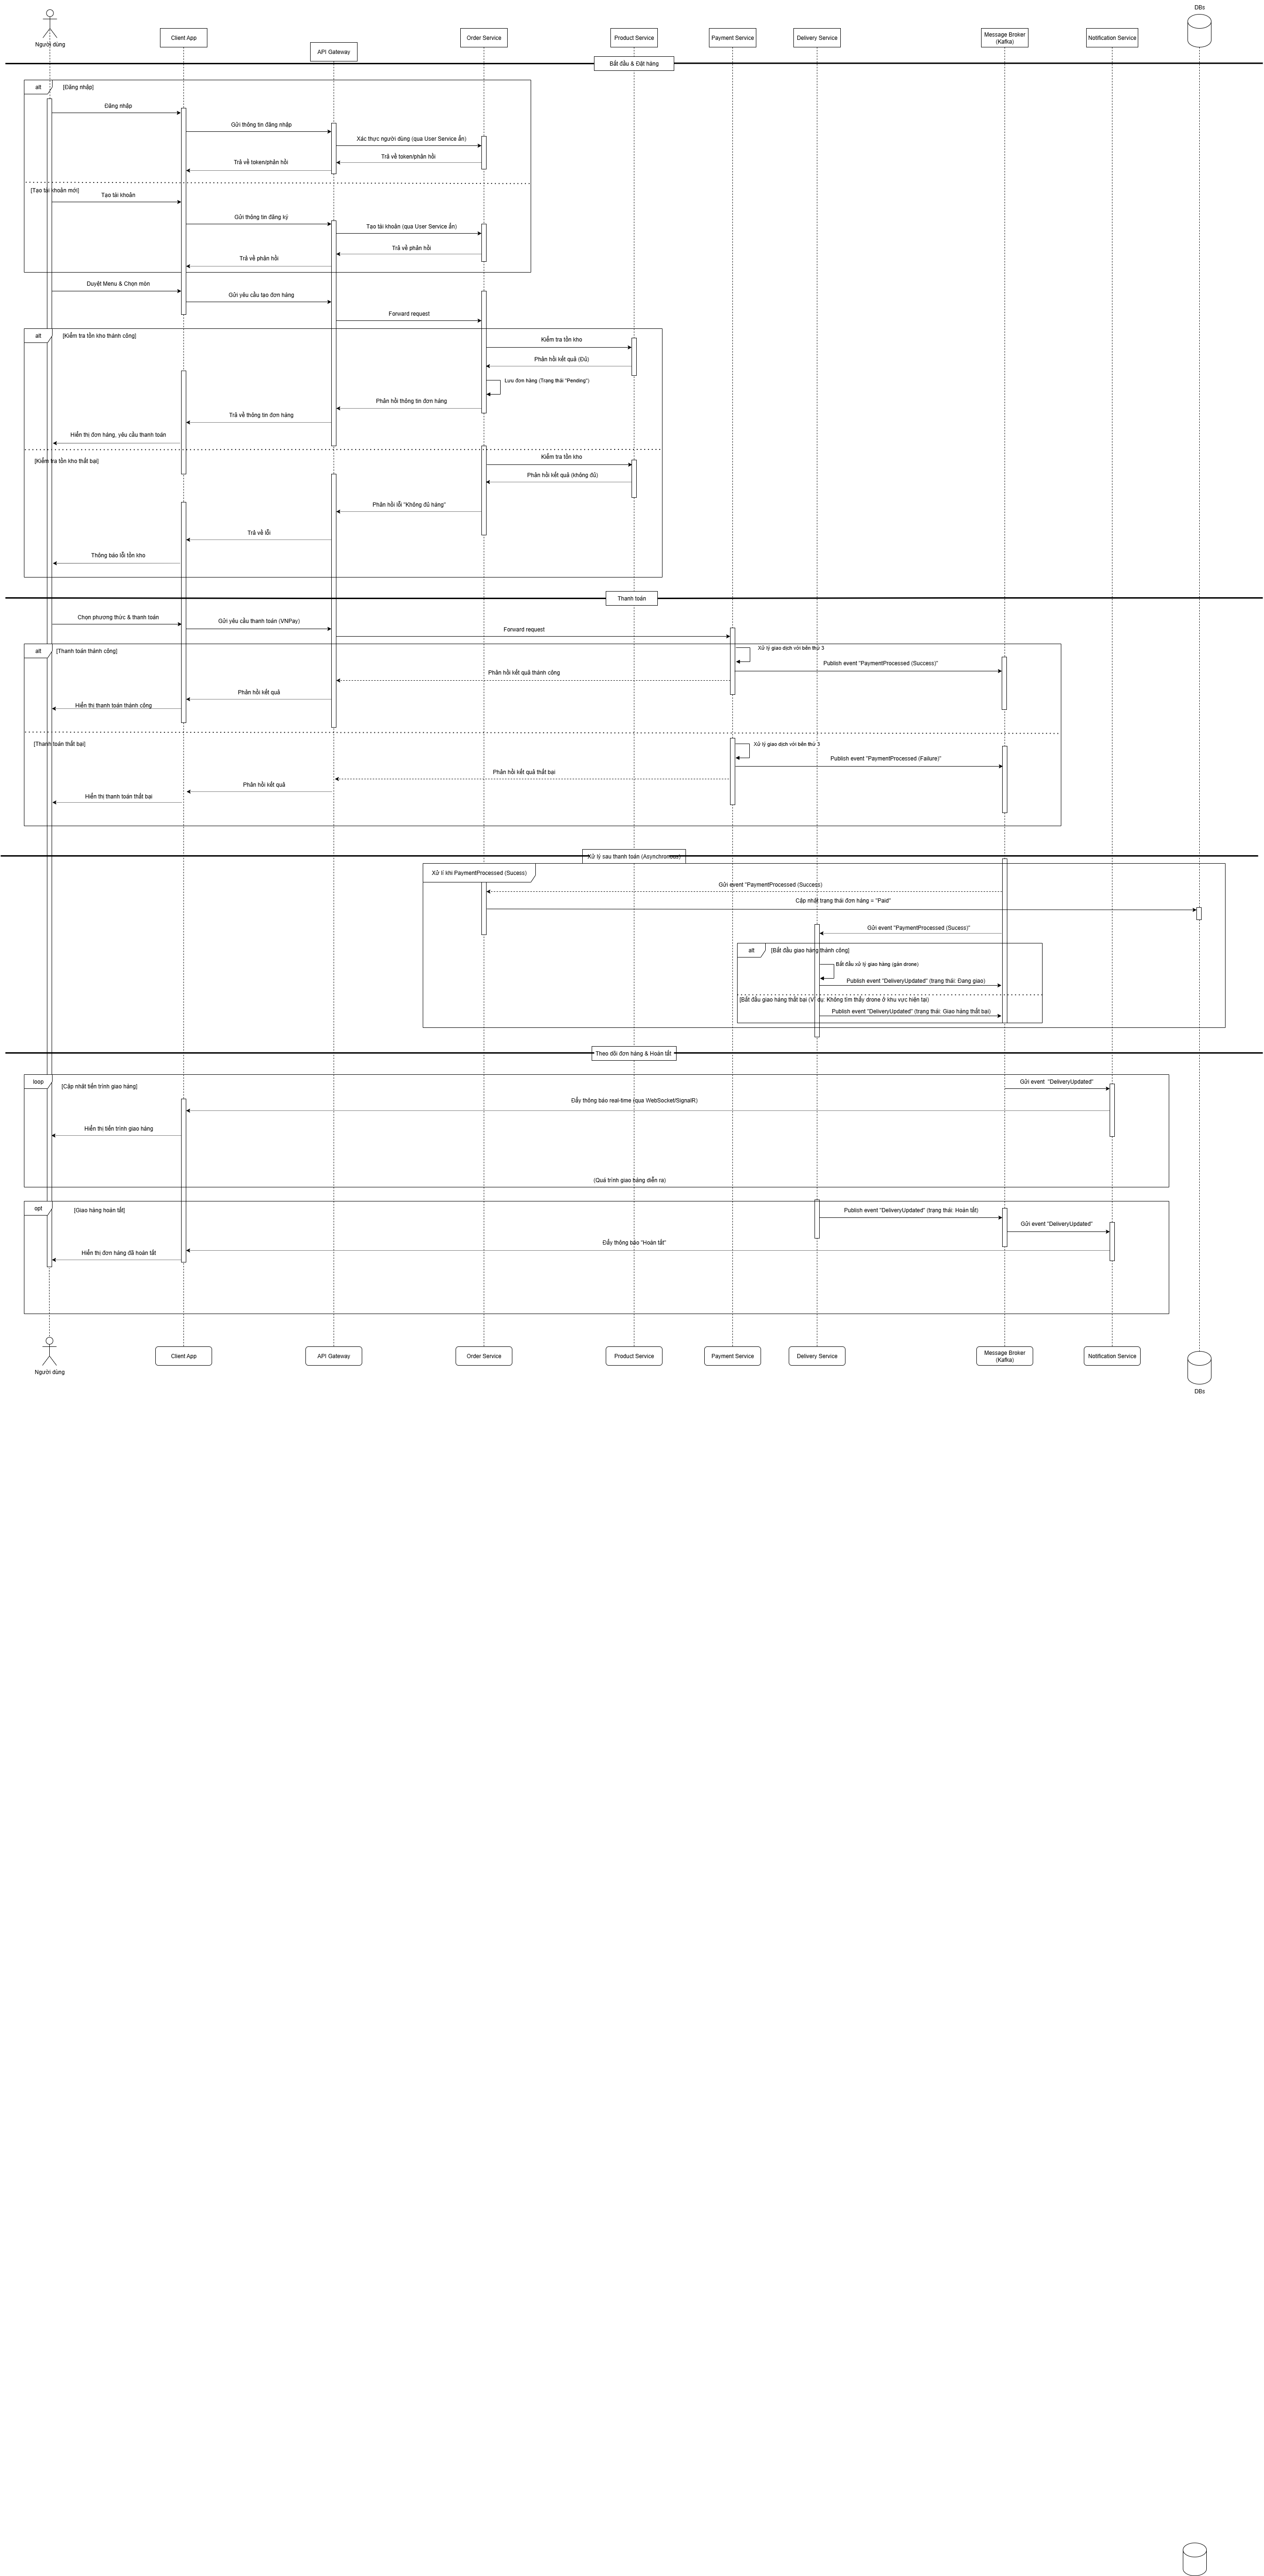 DBs
Client App
Order Service
Product Service
Payment Service
Delivery Service
Message Broker
(Kafka)
Notification Service
Người dùng
API Gateway
Bắt đầu & Đặt hàng
alt
[Đăng nhập]
Đăng nhập
Gửi thông tin đăng nhập
Xác thực người dùng (qua User Service ẩn)
Trả về token/phản hồi
Trả về token/phản hồi
[Tạo tài khoản mới]
Tạo tài khoản
Gửi thông tin đăng ký
Tạo tài khoản (qua User Service ẩn)
Trả về phản hồi
Trả về phản hồi
Duyệt Menu & Chọn món
Gửi yêu cầu tạo đơn hàng
Forward request
alt
[Kiểm tra tồn kho thành công]
Kiểm tra tồn kho
Phản hồi kết quả (Đủ)
Lưu đơn hàng (Trạng thái "Pending")
Phản hồi thông tin đơn hàng
Trả về thông tin đơn hàng
Hiển thị đơn hàng, yêu cầu thanh toán
[Kiểm tra tồn kho thất bại]
Kiểm tra tồn kho
Phản hồi kết quả (không đủ)
Phản hồi lỗi "Không đủ hàng"
Trả về lỗi
Thông báo lỗi tồn kho
Thanh toán
Chọn phương thức & thanh toán
Gửi yêu cầu thanh toán (VNPay)
Forward request
alt
[Thanh toán thành công]
Xử lý giao dịch với bên thứ 3
Publish event "PaymentProcessed (Success)"
Phản hồi kết quả thành công
Phản hồi kết quả
Hiển thị thanh toán thành công
[Thanh toán thất bại]
Xử lý giao dịch với bên thứ 3
Publish event "PaymentProcessed (Failure)"
Phản hồi kết quả thất bại
Phản hồi kết quả
Hiển thị thanh toán thất bại
Xử lý sau thanh toán (Asynchronous)
Xử lí khi PaymentProcessed (Sucess)
Gửi event "PaymentProcessed (Success)
Cập nhật trạng thái đơn hàng = "Paid"
Gửi event "PaymentProcessed (Sucess)"
alt
[Bắt đầu giao hàng thành công]
Bắt đầu xử lý giao hàng (gán drone)
Publish event "DeliveryUpdated" (trạng thái: Đang giao)
[Bắt đầu giao hàng thất bại (Ví dụ: Không tìm thấy drone ở khu vực hiện tại)
Publish event "DeliveryUpdated" (trạng thái: Giao hàng thất bại)
Theo dõi đơn hàng & Hoàn tất
loop
[Cập nhật tiến trình giao hàng]
Gửi event "DeliveryUpdated"
Đẩy thông báo real-time (qua WebSocket/SignalR)
Hiển thị tiến trình giao hàng
(Quá trình giao hàng diễn ra)
opt
[Giao hàng hoàn tất]
Publish event "DeliveryUpdated" (trạng thái: Hoàn tất)
Gửi event "DeliveryUpdated"
Đẩy thông báo "Hoàn tất"
Hiển thị đơn hàng đã hoàn tất
Người dùng
Client App
API Gateway
Order Service
Product Service
Payment Service
Delivery Service
Message Broker
(Kafka)
Notification Service
DBs